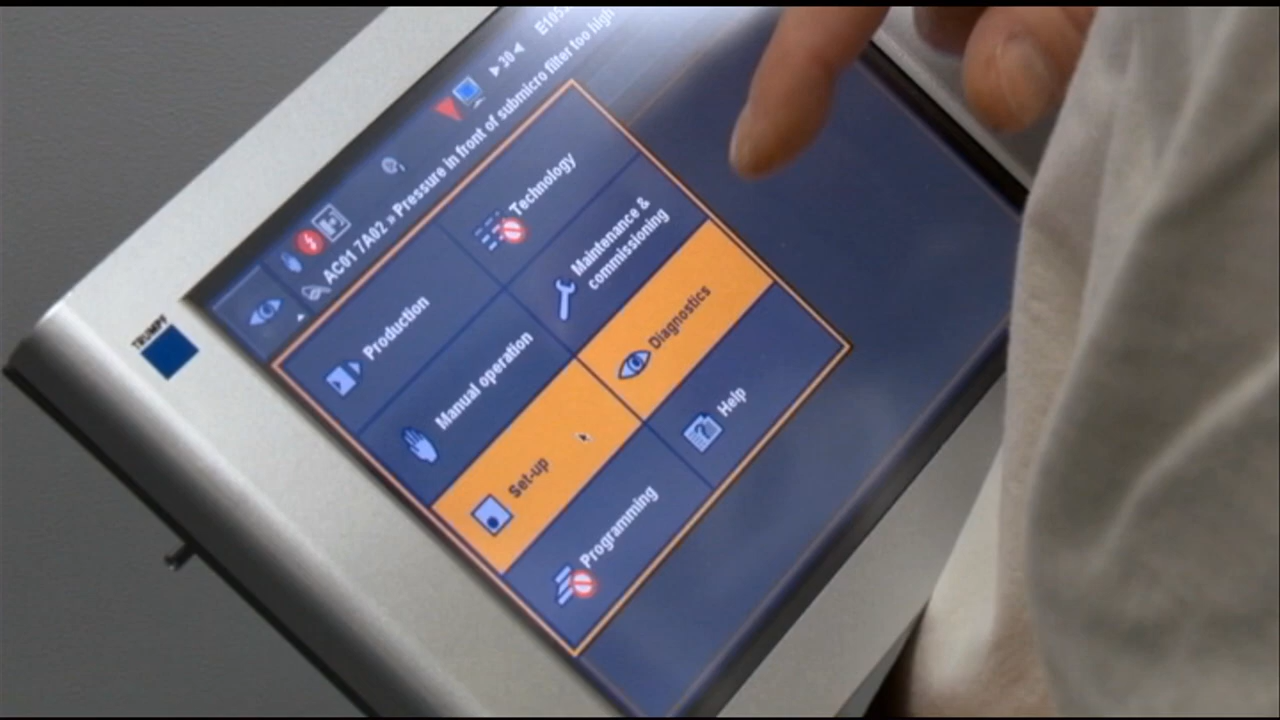 TRUMPF
▶ 30 ◀
AC01 7A02 » Pressure in front of submicro filter too high
Production
Technology
Manual operation
Maintenance &
commissioning
Set-up
Diagnostics
Programming
Help